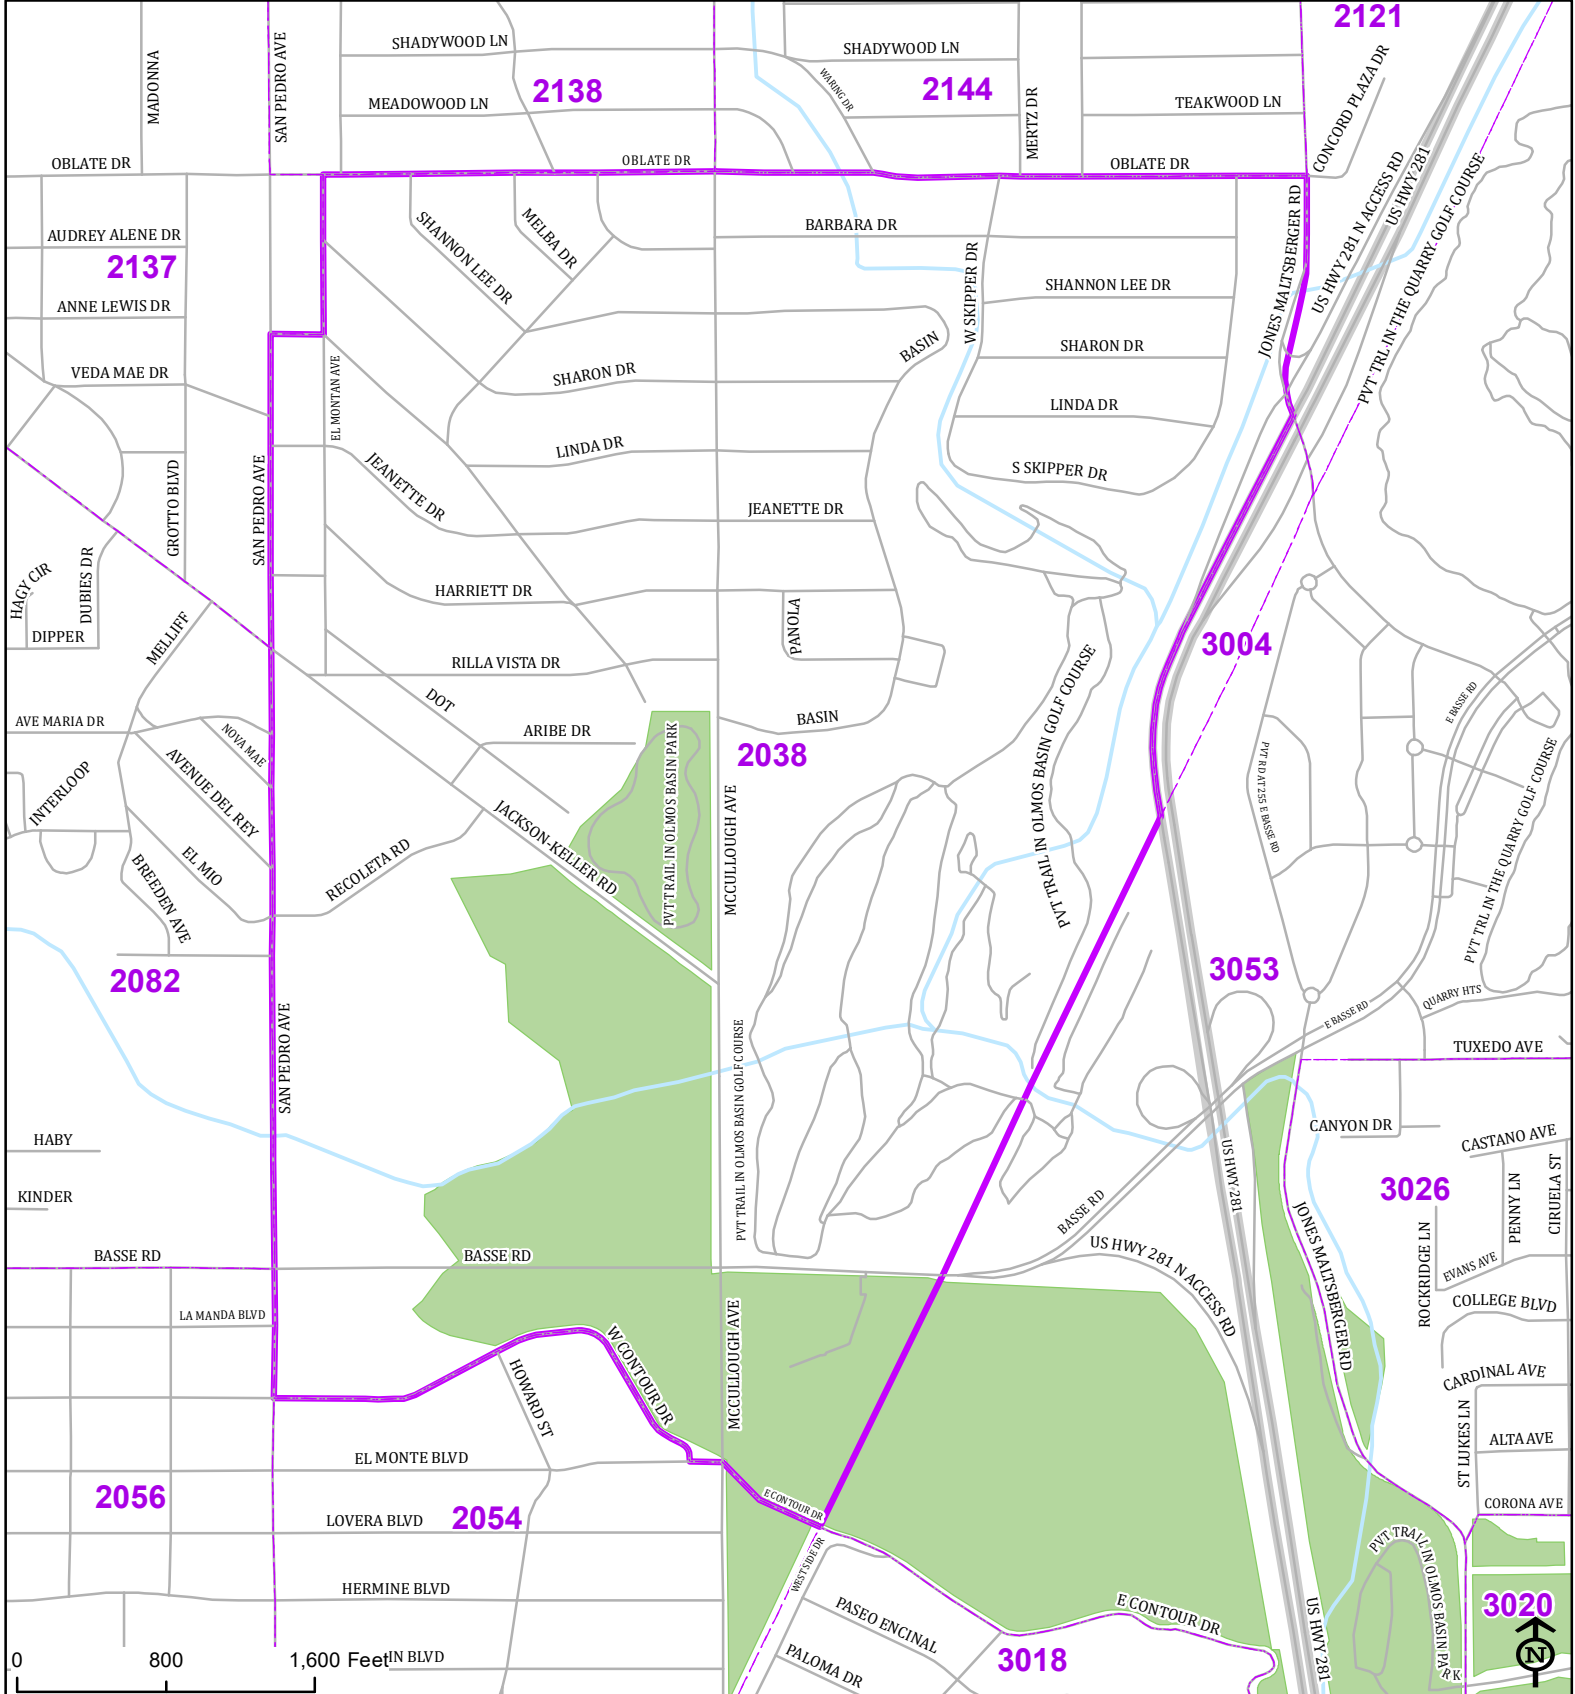 2121
SHADYWOOD LN
SHADYWOOD LN
MADONNA
SAN PEDRO AVE
2138
WARING DR
2144
CONCORD PLAZA DR
MEADOWOOD LN
MERTZ DR
TEAKWOOD LN
OBLATE DR
OBLATE DR
OBLATE DR
US HWY 281 N ACCESS RD
US HWY 281
PVT TRL IN THE QUARRY GOLF COURSE
JONES MALTSBERGER RD
AUDREY ALENE DR
2137
SHANNON LEE DR
MELBA DR
BARBARA DR
W SKIPPER DR
SHANNON LEE DR
ANNE LEWIS DR
BASIN
SHARON DR
VEDA MAE DR
EL MONTAN AVE
SHARON DR
LINDA DR
LINDA DR
S SKIPPER DR
GROTTO BLVD
SAN PEDRO AVE
JEANETTE DR
JEANETTE DR
HAGY CIR
DUBIES DR
DIPPER
MELLIFF
HARRIETT DR
PANOLA
3004
RILLA VISTA DR
DOT
PVT TRAIL IN OLMOS BASIN GOLF COURSE
E BASSE RD
AVE MARIA DR
NOVA MAE
ARIBE DR
BASIN
PVT TRAIL IN OLMOS BASIN PARK
2038
PVT RD AT 255 E BASSE RD
PVT TRL IN THE QUARRY GOLF COURSE
INTERLOOP
AVENUE DEL REY
EL MIO
BREEDEN AVE
RECOLETA RD
JACKSON-KELLER RD
MCCULLOUGH AVE
2082
3053
E BASSE RD
QUARRY HTS
SAN PEDRO AVE
PVT TRAIL IN OLMOS BASIN GOLF COURSE
TUXEDO AVE
HABY
CANYON DR
CASTANO AVE
KINDER
US HWY 281
3026
PENNY LN
CIRUELA ST
BASSE RD
BASSE RD
BASSE RD
US HWY 281 N ACCESS RD
JONES MALTSBERGER RD
ROCKRIDGE LN
EVANS AVE
LA MANDA BLVD
COLLEGE BLVD
W CONTOUR DR
MCCULLOUGH AVE
HOWARD ST
CARDINAL AVE
ST LUKES LN
ALTA AVE
EL MONTE BLVD
2056
2054
LOVERA BLVD
E CONTOUR DR
CORONA AVE
WESTSIDE DR
PVT TRAIL IN OLMOS BASIN PARK
HERMINE BLVD
PASEO ENCINAL
E CONTOUR DR
3020
US HWY 281
0 800 1,600 Feet
IN BLVD
PALOMA DR
3018
N